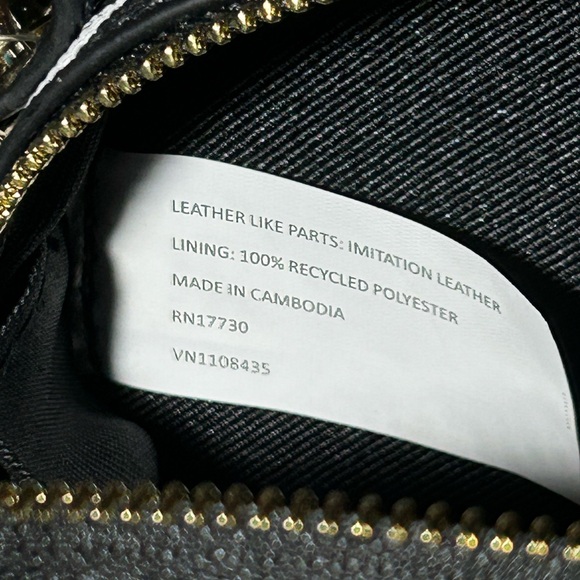 LEATHER LIKE PARTS: IMITATION LEATHER
LINING: 100% RECYCLED POLYESTER
MADE IN CAMBODIA
RN17730
VN1108435